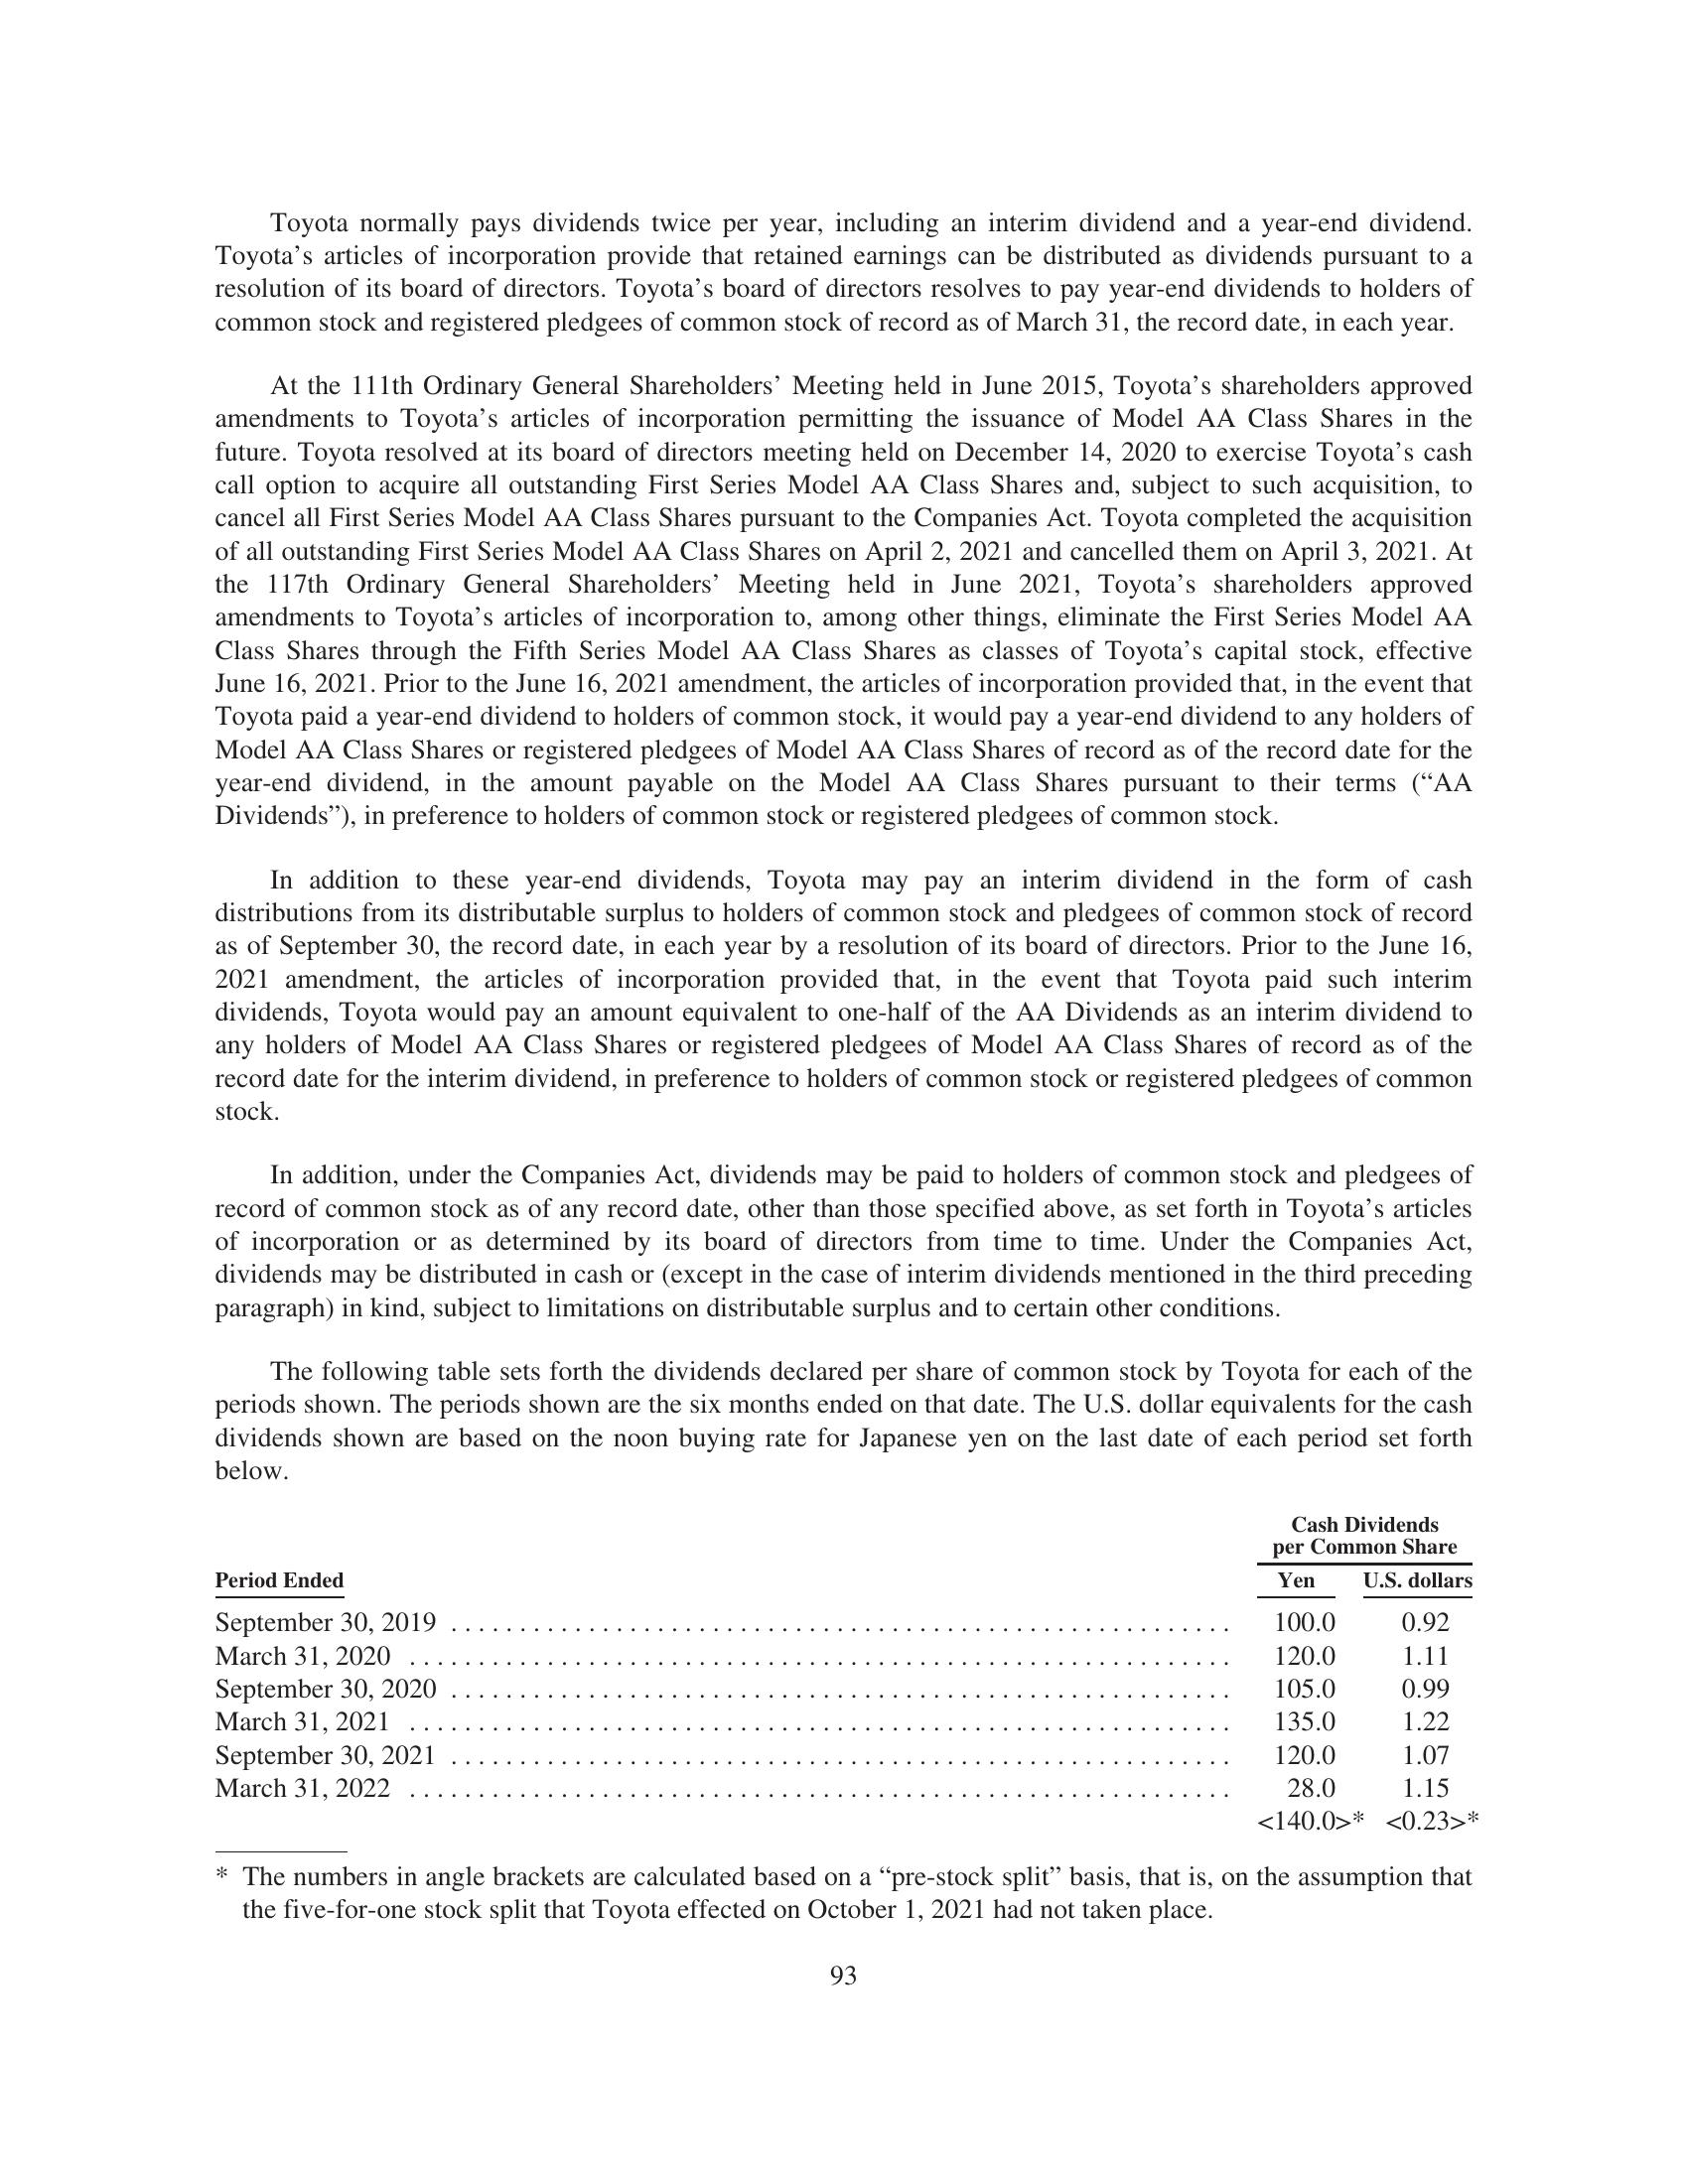 Toyota normally pays dividends twice per year, including an interim dividend and a year-end dividend.
Toyota’s articles of incorporation provide that retained earnings can be distributed as dividends pursuant to a
resolution of its board of directors. Toyota’s board of directors resolves to pay year-end dividends to holders of
common stock and registered pledgees of common stock of record as of March 31, the record date, in each year.
At the 111th Ordinary General Shareholders’ Meeting held in June 2015, Toyota’s shareholders approved
amendments to Toyota’s articles of incorporation permitting the issuance of Model AA Class Shares in the
future. Toyota resolved at its board of directors meeting held on December 14, 2020 to exercise Toyota’s cash
call option to acquire all outstanding First Series Model AA Class Shares and, subject to such acquisition, to
cancel all First Series Model AA Class Shares pursuant to the Companies Act. Toyota completed the acquisition
of all outstanding First Series Model AA Class Shares on April 2, 2021 and cancelled them on April 3, 2021. At
the 117th Ordinary General Shareholders’ Meeting held in June 2021, Toyota’s shareholders approved
amendments to Toyota’s articles of incorporation to, among other things, eliminate the First Series Model AA
Class Shares through the Fifth Series Model AA Class Shares as classes of Toyota’s capital stock, effective
June 16, 2021. Prior to the June 16, 2021 amendment, the articles of incorporation provided that, in the event that
Toyota paid a year-end dividend to holders of common stock, it would pay a year-end dividend to any holders of
Model AA Class Shares or registered pledgees of Model AA Class Shares of record as of the record date for the
year-end dividend, in the amount payable on the Model AA Class Shares pursuant to their terms (“AA
Dividends”), in preference to holders of common stock or registered pledgees of common stock.
In addition to these year-end dividends, Toyota may pay an interim dividend in the form of cash
distributions from its distributable surplus to holders of common stock and pledgees of common stock of record
as of September 30, the record date, in each year by a resolution of its board of directors. Prior to the June 16,
2021 amendment, the articles of incorporation provided that, in the event that Toyota paid such interim
dividends, Toyota would pay an amount equivalent to one-half of the AA Dividends as an interim dividend to
any holders of Model AA Class Shares or registered pledgees of Model AA Class Shares of record as of the
record date for the interim dividend, in preference to holders of common stock or registered pledgees of common
stock.
In addition, under the Companies Act, dividends may be paid to holders of common stock and pledgees of
record of common stock as of any record date, other than those specified above, as set forth in Toyota’s articles
of incorporation or as determined by its board of directors from time to time. Under the Companies Act,
dividends may be distributed in cash or (except in the case of interim dividends mentioned in the third preceding
paragraph) in kind, subject to limitations on distributable surplus and to certain other conditions.
The following table sets forth the dividends declared per share of common stock by Toyota for each of the
periods shown. The periods shown are the six months ended on that date. The U.S. dollar equivalents for the cash
dividends shown are based on the noon buying rate for Japanese yen on the last date of each period set forth
below.
Cash Dividends
per Common Share
Period Ended Yen U.S. dollars
September 30, 2019 100.0 0.92
March 31, 2020 120.0 1.11
September 30, 2020 105.0 0.99
March 31, 2021 135.0 1.22
September 30, 2021 120.0 1.07
March 31, 2022 28.0 1.15
<140.0>* <0.23>*
* The numbers in angle brackets are calculated based on a “pre-stock split” basis, that is, on the assumption that
the five-for-one stock split that Toyota effected on October 1, 2021 had not taken place.
93